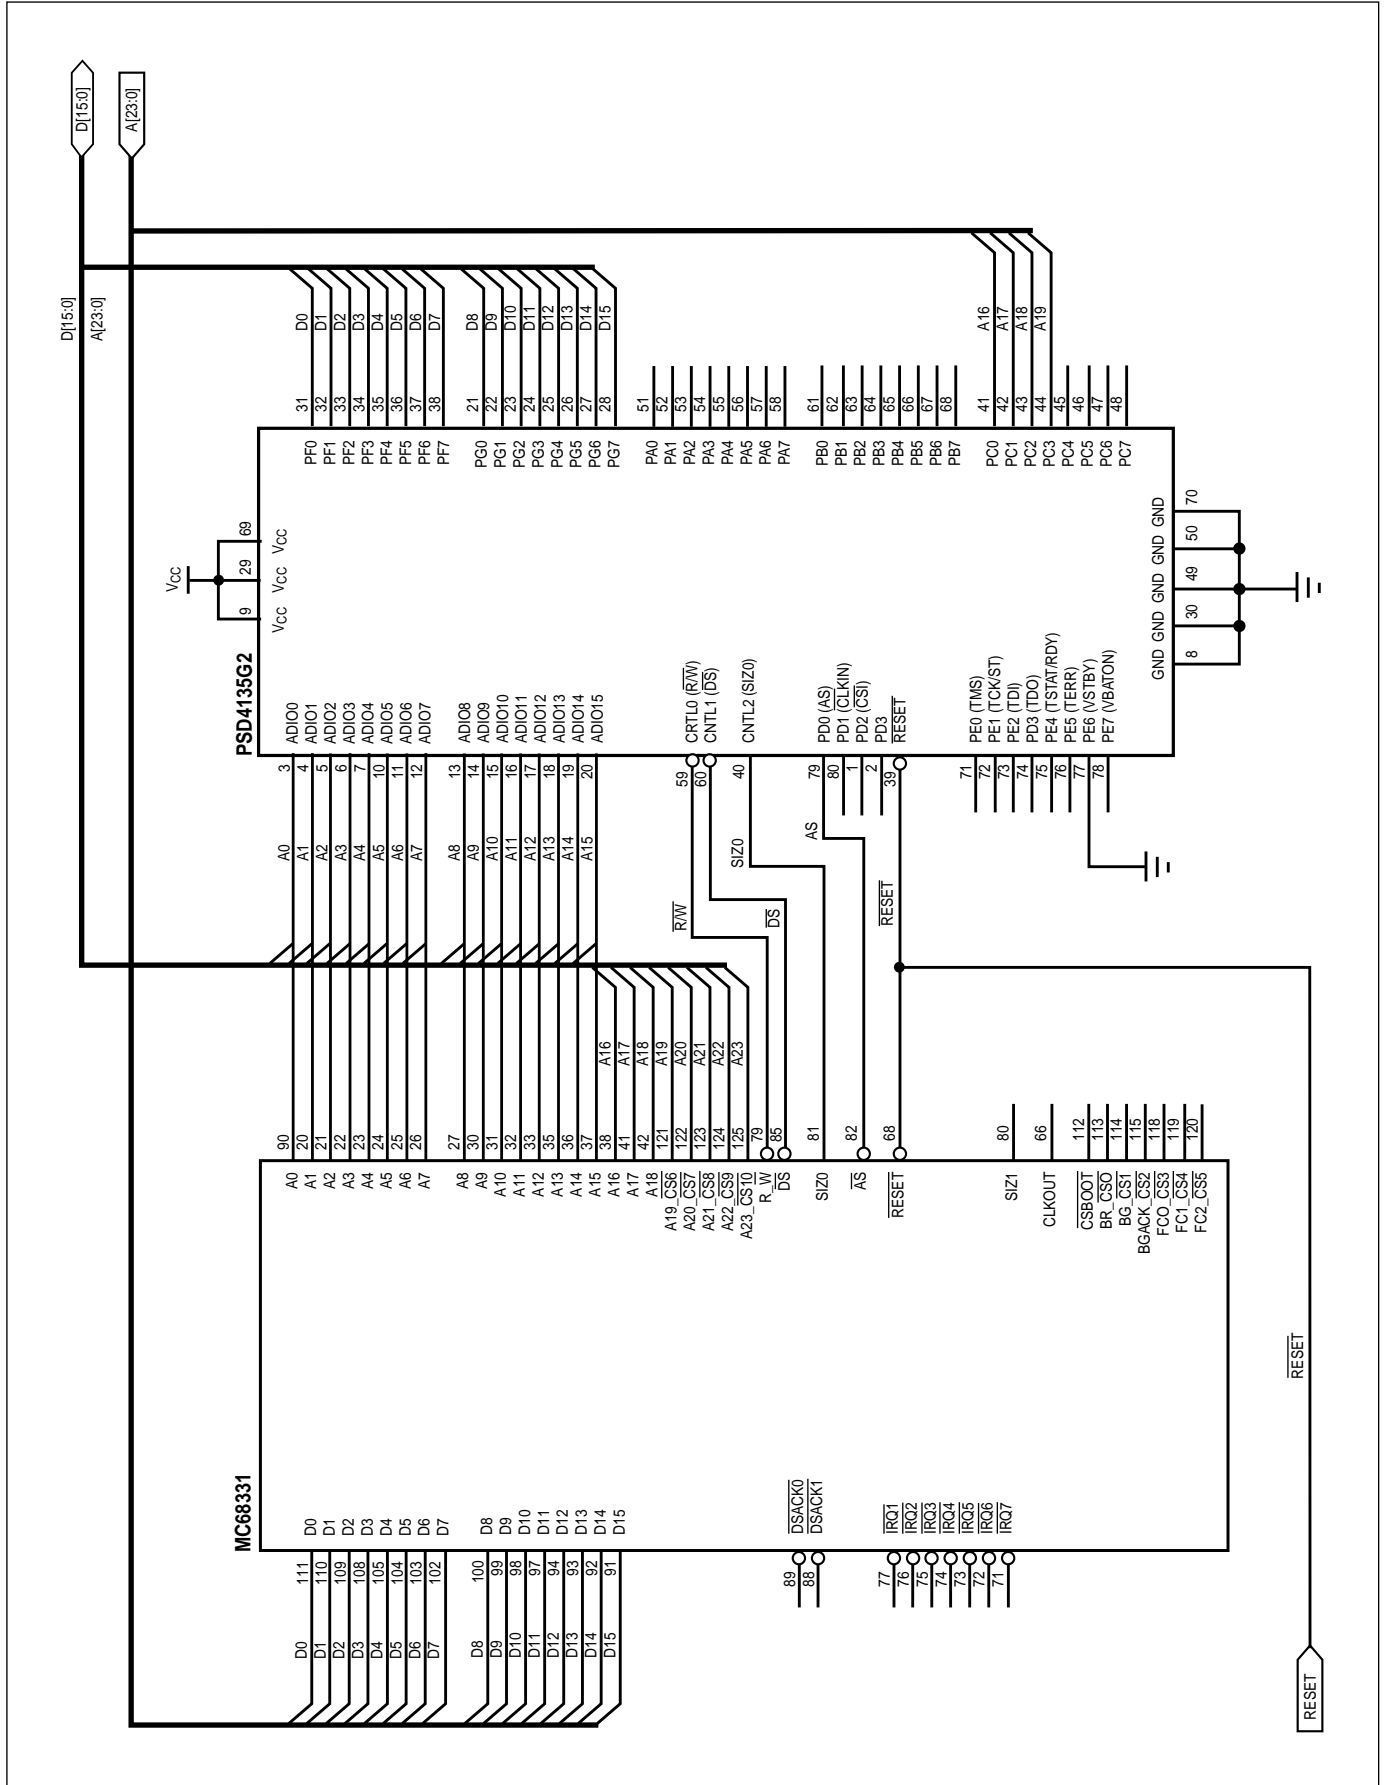 D[15:0]
A[23:0]
D[15:0]
A[23:0]
MC68331
D0 111 D0
D1 110 D1
D2 109 D2
D3 108 D3
D4 105 D4
D5 104 D5
D6 103 D6
D7 102 D7
D8 100 D8
D9 99 D9
D10 98 D10
D11 97 D11
D12 94 D12
D13 93 D13
D14 92 D14
D15 91 D15
89 DSACK0
88 DSACK1
77 IRQ1
76 IRQ2
75 IRQ3
74 IRQ4
73 IRQ5
72 IRQ6
71 IRQ7
A0 90
A1 20
A2 21
A3 22
A4 23
A5 24
A6 25
A7 26
A8 27
A9 30
A10 31
A11 32
A12 33
A13 35
A14 36
A15 37
A16 38 A16
A17 41 A17
A18 42 A18
A19_CS6 121 A19
A20_CS7 122 A20
A21_CS8 123 A21
A22_CS9 124 A22
A23_CS10 125 A23
R_W 79 R/W
DS 85 DS
SIZ0 81 SIZ0
AS 82 AS
RESET 68 RESET
SIZ1 80
CLKOUT 66
CSBOOT 112
BR_CSO 113
BG_CS1 114
BGACK_CS2 115
FCO_CS3 118
FC1_CS4 119
FC2_CS5 120
PSD4135G2
A0 3 ADIO0
A1 4 ADIO1
A2 5 ADIO2
A3 6 ADIO3
A4 7 ADIO4
A5 10 ADIO5
A6 11 ADIO6
A7 12 ADIO7
A8 13 ADIO8
A9 14 ADIO9
A10 15 ADIO10
A11 16 ADIO11
A12 17 ADIO12
A13 18 ADIO13
A14 19 ADIO14
A15 20 ADIO15
59 CRTL0 (R/W)
60 CNTL1 (DS)
40 CNTL2 (SIZ0)
79 PD0 (AS)
80 PD1 (CLKIN)
1 PD2 (CSI)
2 PD3
39 RESET
71 PE0 (TMS)
72 PE1 (TCK/ST)
73 PE2 (TDI)
74 PD3 (TDO)
75 PE4 (TSTAT/RDY)
76 PE5 (TERR)
77 PE6 (VSTBY)
78 PE7 (VBATON)
VCC
9 29 69
VCC VCC VCC
PF0 31 D0
PF1 32 D1
PF2 33 D2
PF3 34 D3
PF4 35 D4
PF5 36 D5
PF6 37 D6
PF7 38 D7
PG0 21 D8
PG1 22 D9
PG2 23 D10
PG3 24 D11
PG4 25 D12
PG5 26 D13
PG6 27 D14
PG7 28 D15
PA0 51
PA1 52
PA2 53
PA3 54
PA4 55
PA5 56
PA6 57
PA7 58
PB0 61
PB1 62
PB2 63
PB3 64
PB4 65
PB5 66
PB6 67
PB7 68
PC0 41 A16
PC1 42 A17
PC2 43 A18
PC3 44 A19
PC4 45
PC5 46
PC6 47
PC7 48
GND GND GND GND GND
8 30 49 50 70
RESET
RESET